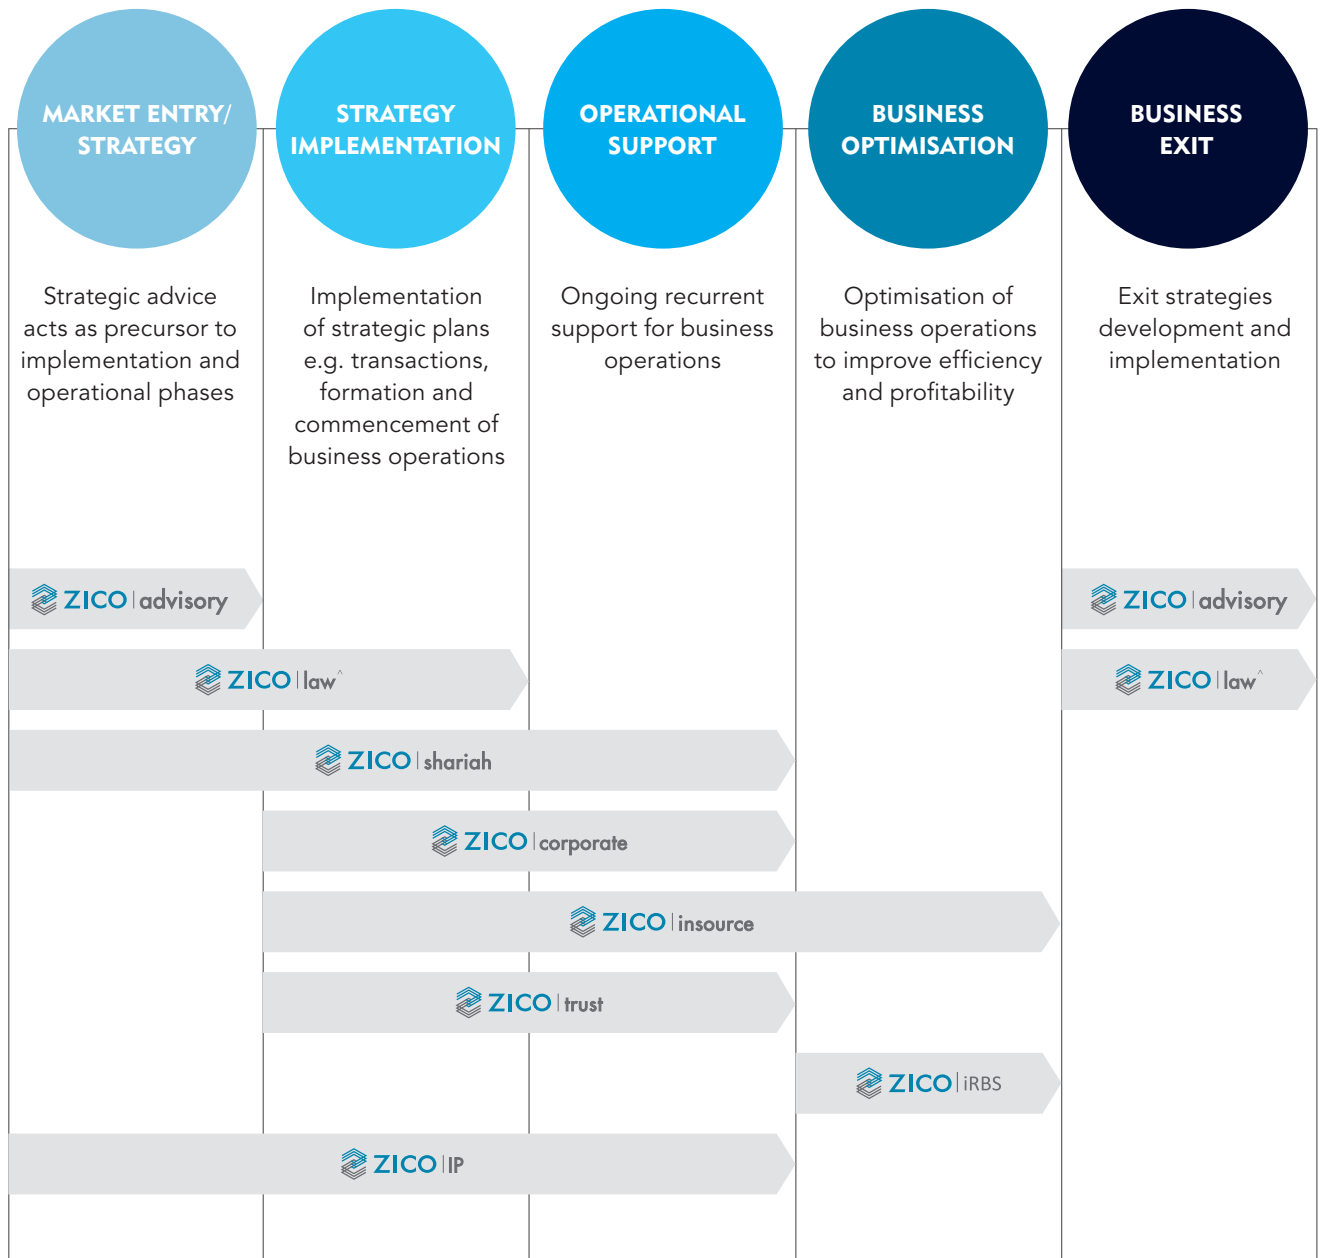 MARKET ENTRY/
STRATEGY
STRATEGY
IMPLEMENTATION
OPERATIONAL
SUPPORT
BUSINESS
OPTIMISATION
BUSINESS
EXIT
Strategic advice
acts as precursor to
implementation and
operational phases
Implementation
of strategic plans
e.g. transactions,
formation and
commencement of
business operations
Ongoing recurrent
support for business
operations
Optimisation of
business operations
to improve efficiency
and profitability
Exit strategies
development and
implementation
ZICO | advisory
ZICO | advisory
ZICO | law^
ZICO | law^
ZICO | shariah
ZICO | corporate
ZICO | insource
ZICO | trust
ZICO | iRBS
ZICO | IP